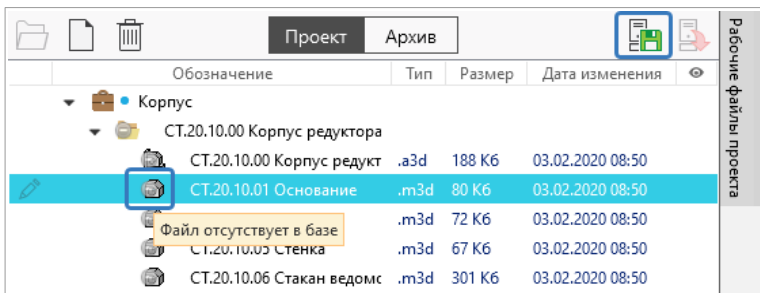 Проект Архив
Обозначение Тип Размер Дата изменения
Корпус
СТ.20.10.00 Корпус редуктора
СТ.20.10.00 Корпус редукт .a3d 188 Кб 03.02.2020 08:50
СТ.20.10.01 Основание .m3d 80 Кб 03.02.2020 08:50
.m3d 72 Кб 03.02.2020 08:50
Файл отсутствует в базе
СТ.20.10.05 Стенка .m3d 67 Кб 03.02.2020 08:50
СТ.20.10.06 Стакан ведомо .m3d 301 Кб 03.02.2020 08:50
Рабочие файлы проекта